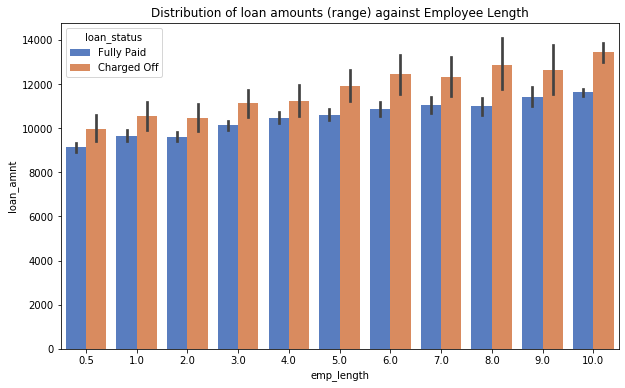 Distribution of loan amounts (range) against Employee Length
loan_status
Fully Paid
Charged Off
loan_amnt
14000
12000
10000
8000
6000
4000
2000
0
0.5 1.0 2.0 3.0 4.0 5.0 6.0 7.0 8.0 9.0 10.0
emp_length